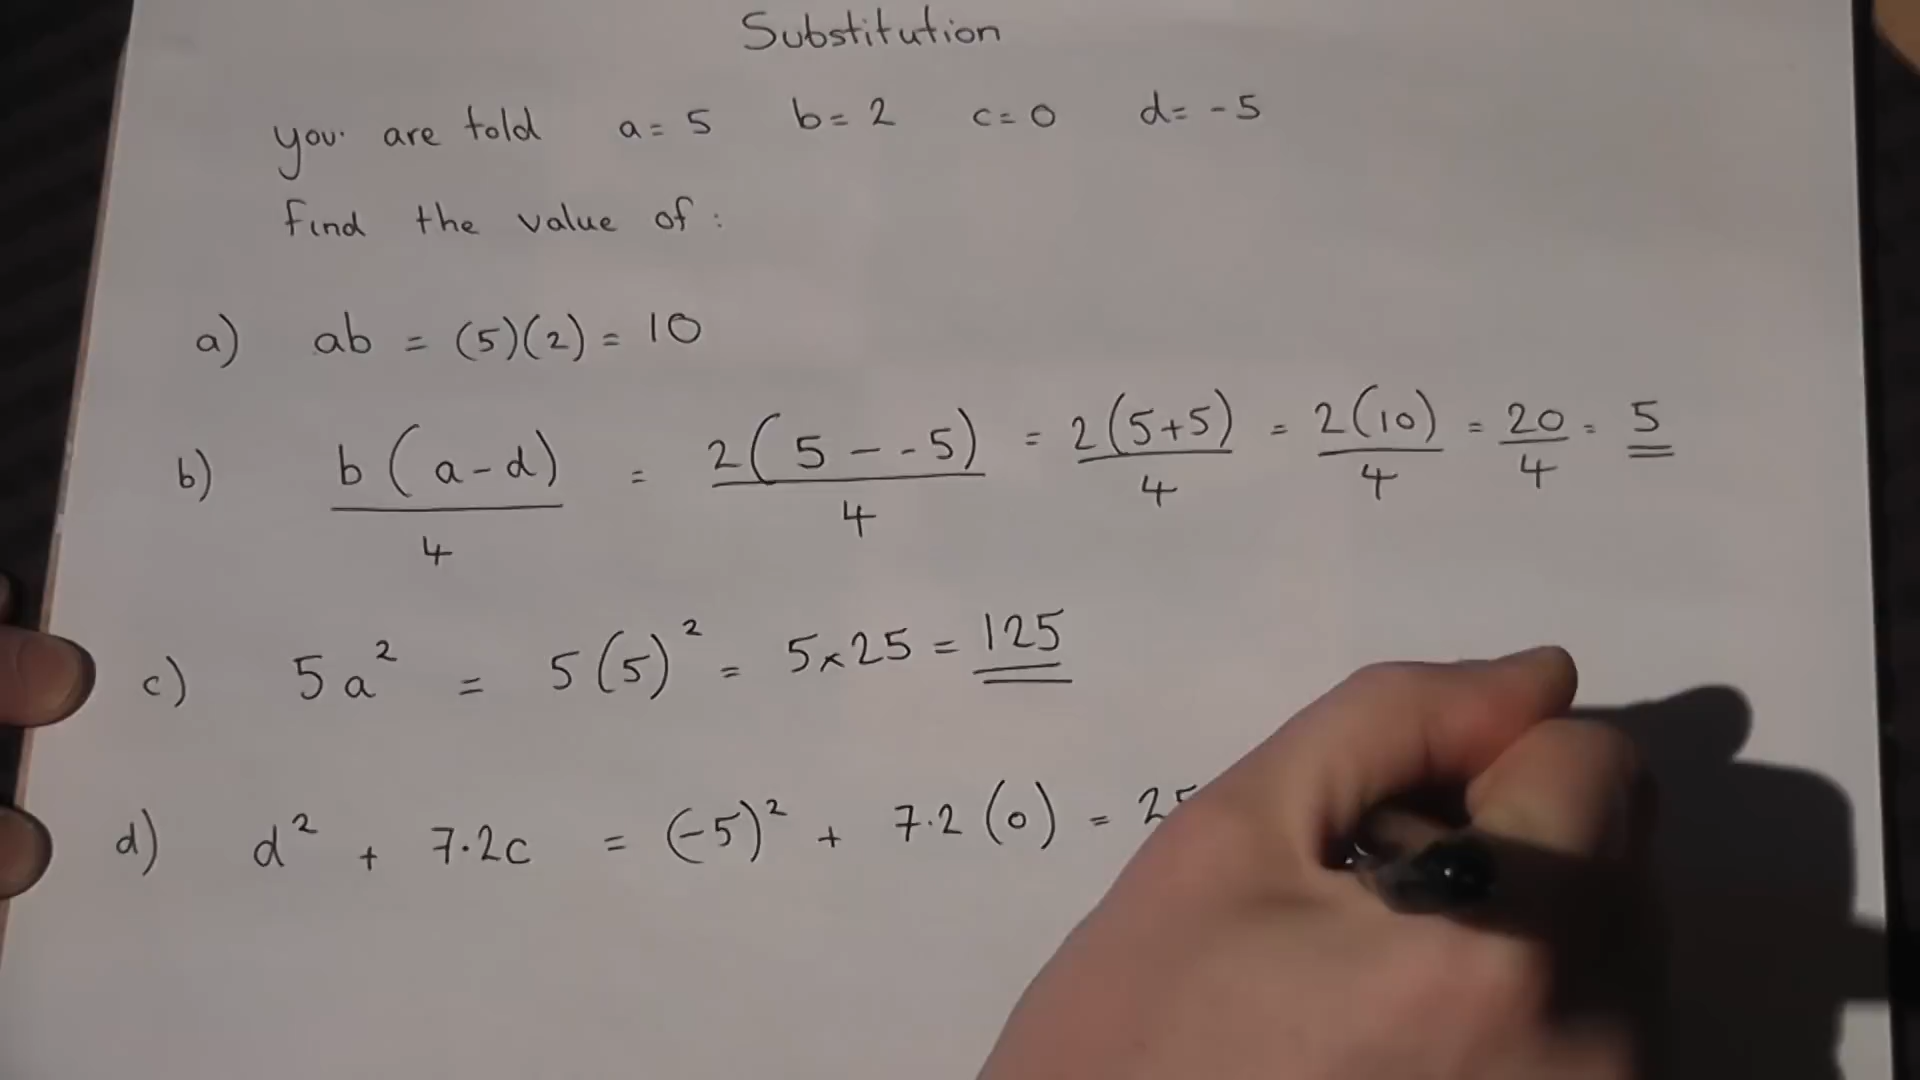 Substitution
you are told a = 5 b = 2 c = 0 d = -5
find the value of :
a) ab = (5)(2) = 10
b) b(a-d)/4 = 2(5 - -5)/4 = 2(5+5)/4 = 2(10)/4 = 20/4 = 5
c) 5a² = 5(5)² = 5×25 = 125
d) d² + 7.2c = (-5)² + 7.2(0) = 25